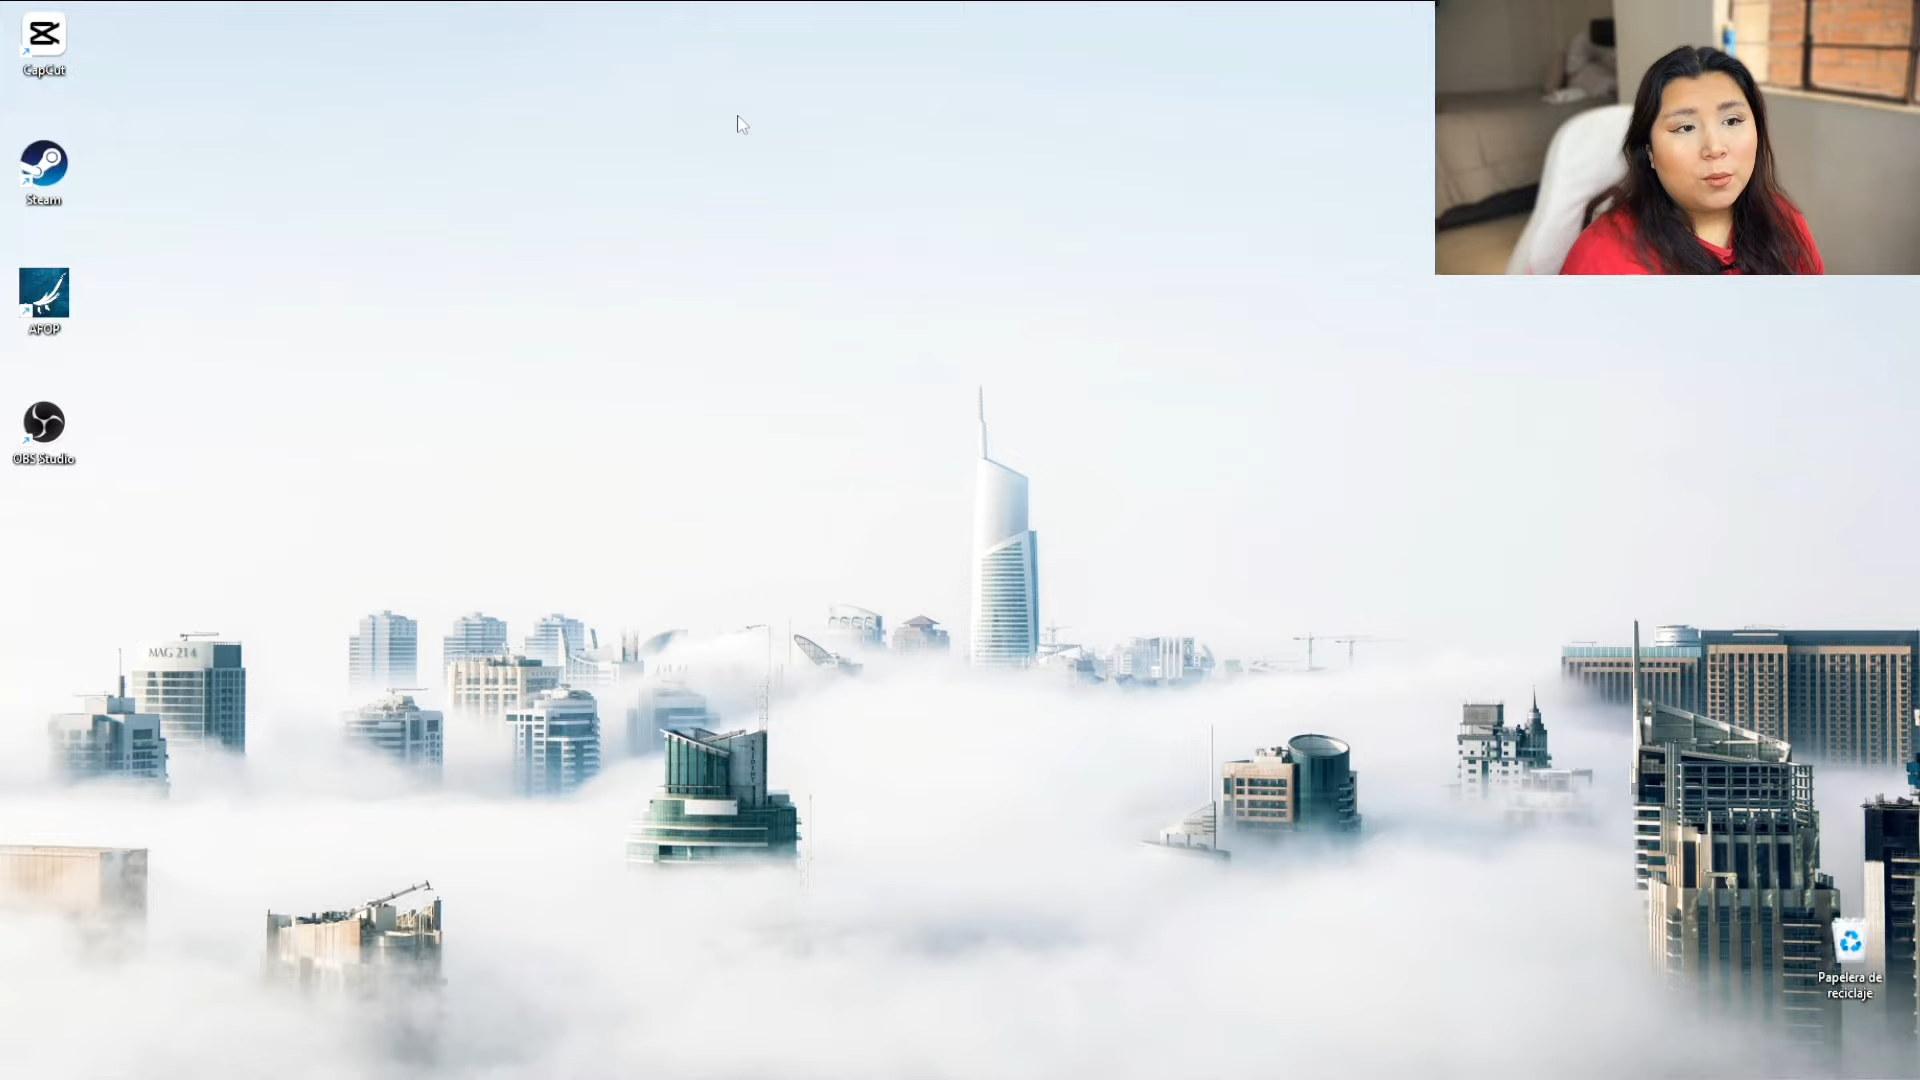 CapCut
Steam
AFOP
OBS Studio
MAG 214
Papelera de
reciclaje